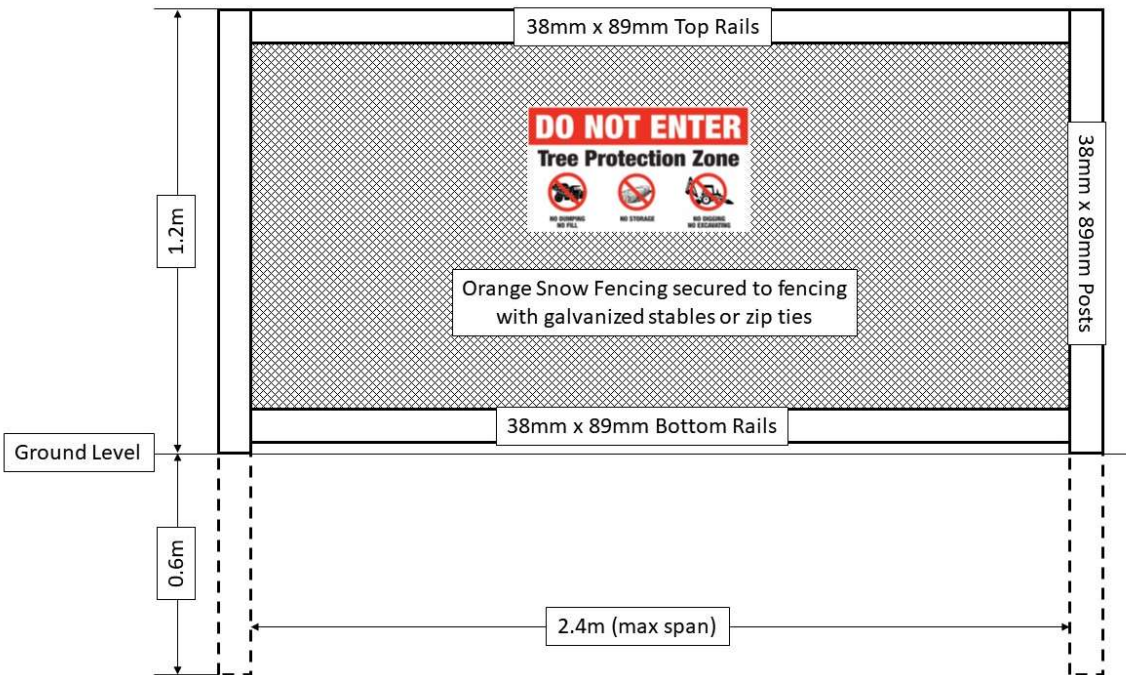 38mm x 89mm Top Rails
DO NOT ENTER
Tree Protection Zone
NO DUMPING
NO FILL
NO STORAGE
NO DIGGING
NO EXCAVATING
1.2m
38mm x 89mm Posts
Orange Snow Fencing secured to fencing
with galvanized stables or zip ties
38mm x 89mm Bottom Rails
Ground Level
0.6m
2.4m (max span)